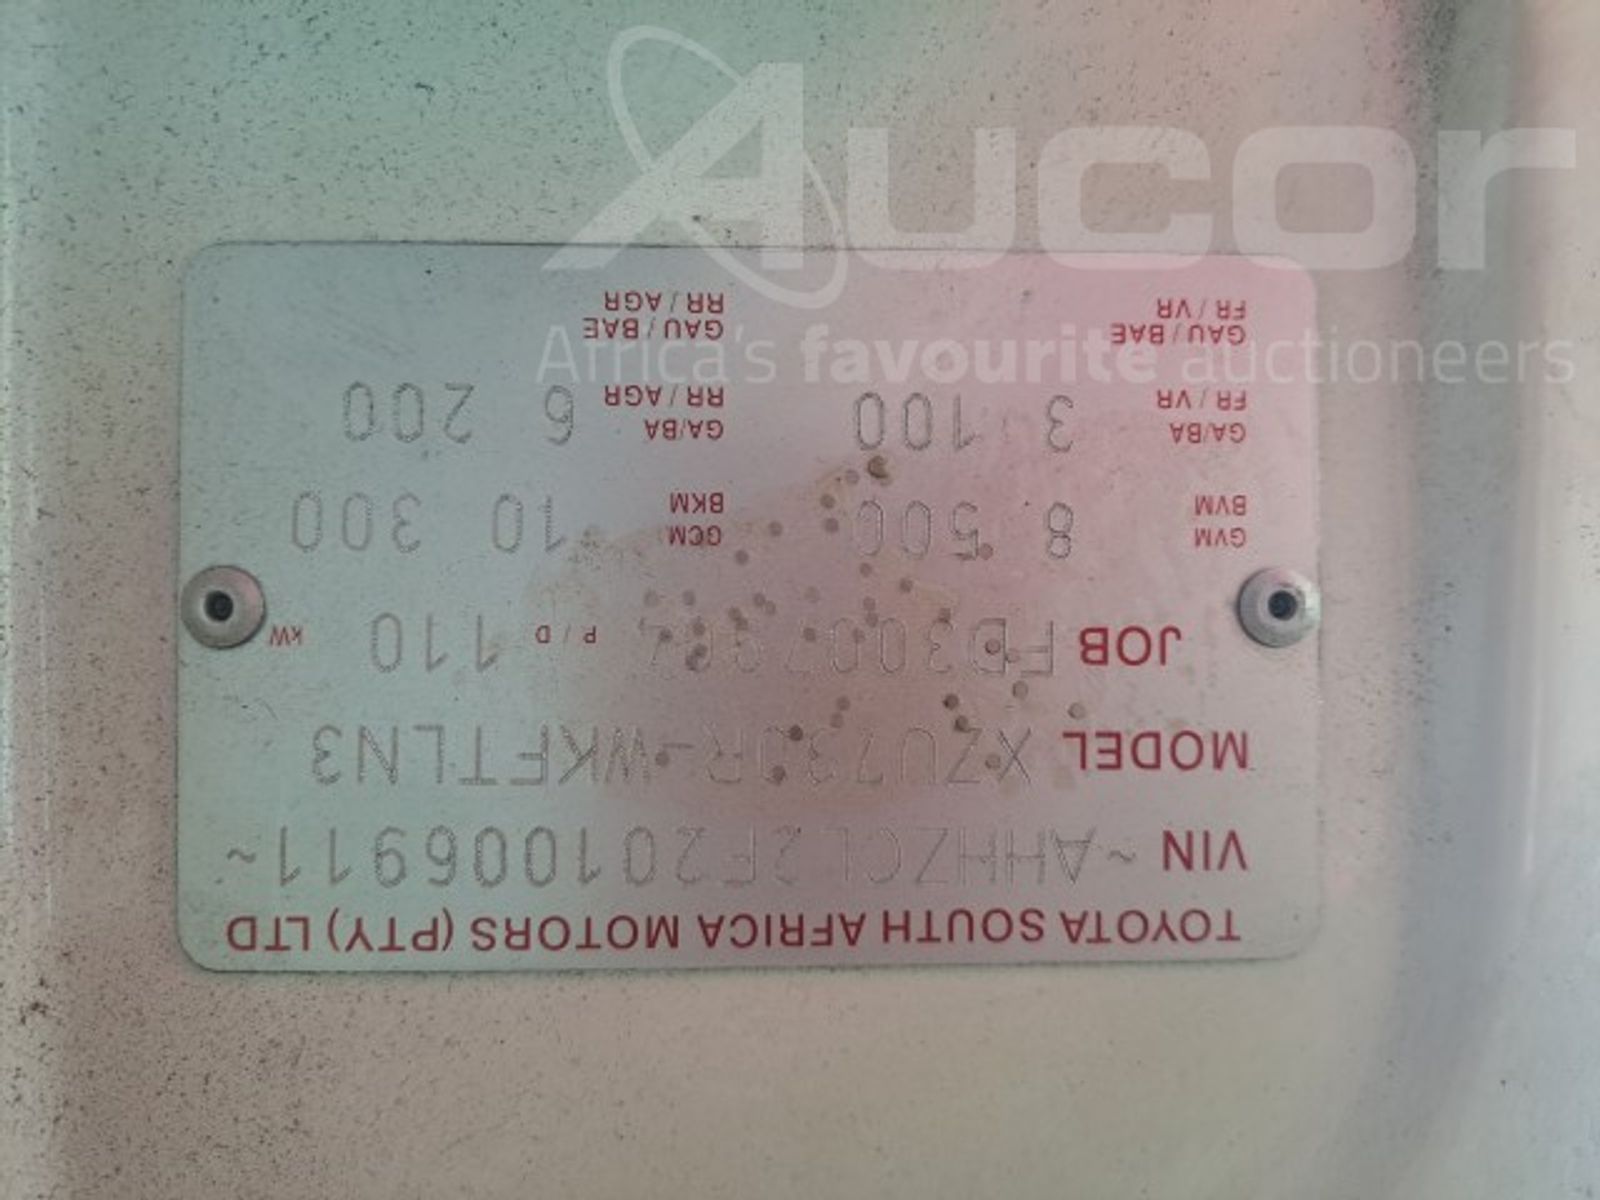 Aucor
Africa's favourite auctioneers
TOYOTA SOUTH AFRICA MOTORS (PTY) LTD
VIN ~AHHZCL2F201006911~
MODEL XZU730R-WKFTLN3
JOB P / D 110 kW
GVM 8 500 GCM 10 300
BVM BKM
GA/BA 3 100 GA/BA 6 200
FR / VR RR / AGR
GAU / BAE GAU / BAE
FR / VR RR / AGR